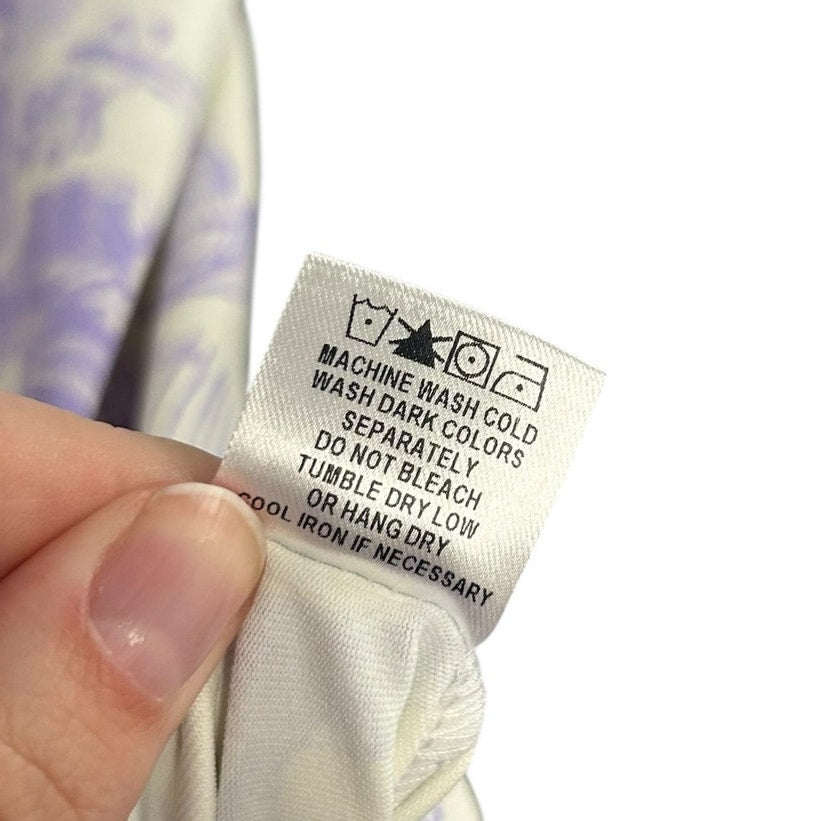 MACHINE WASH COLD
WASH DARK COLORS
SEPARATELY
DO NOT BLEACH
TUMBLE DRY LOW
OR HANG DRY
COOL IRON IF NECESSARY